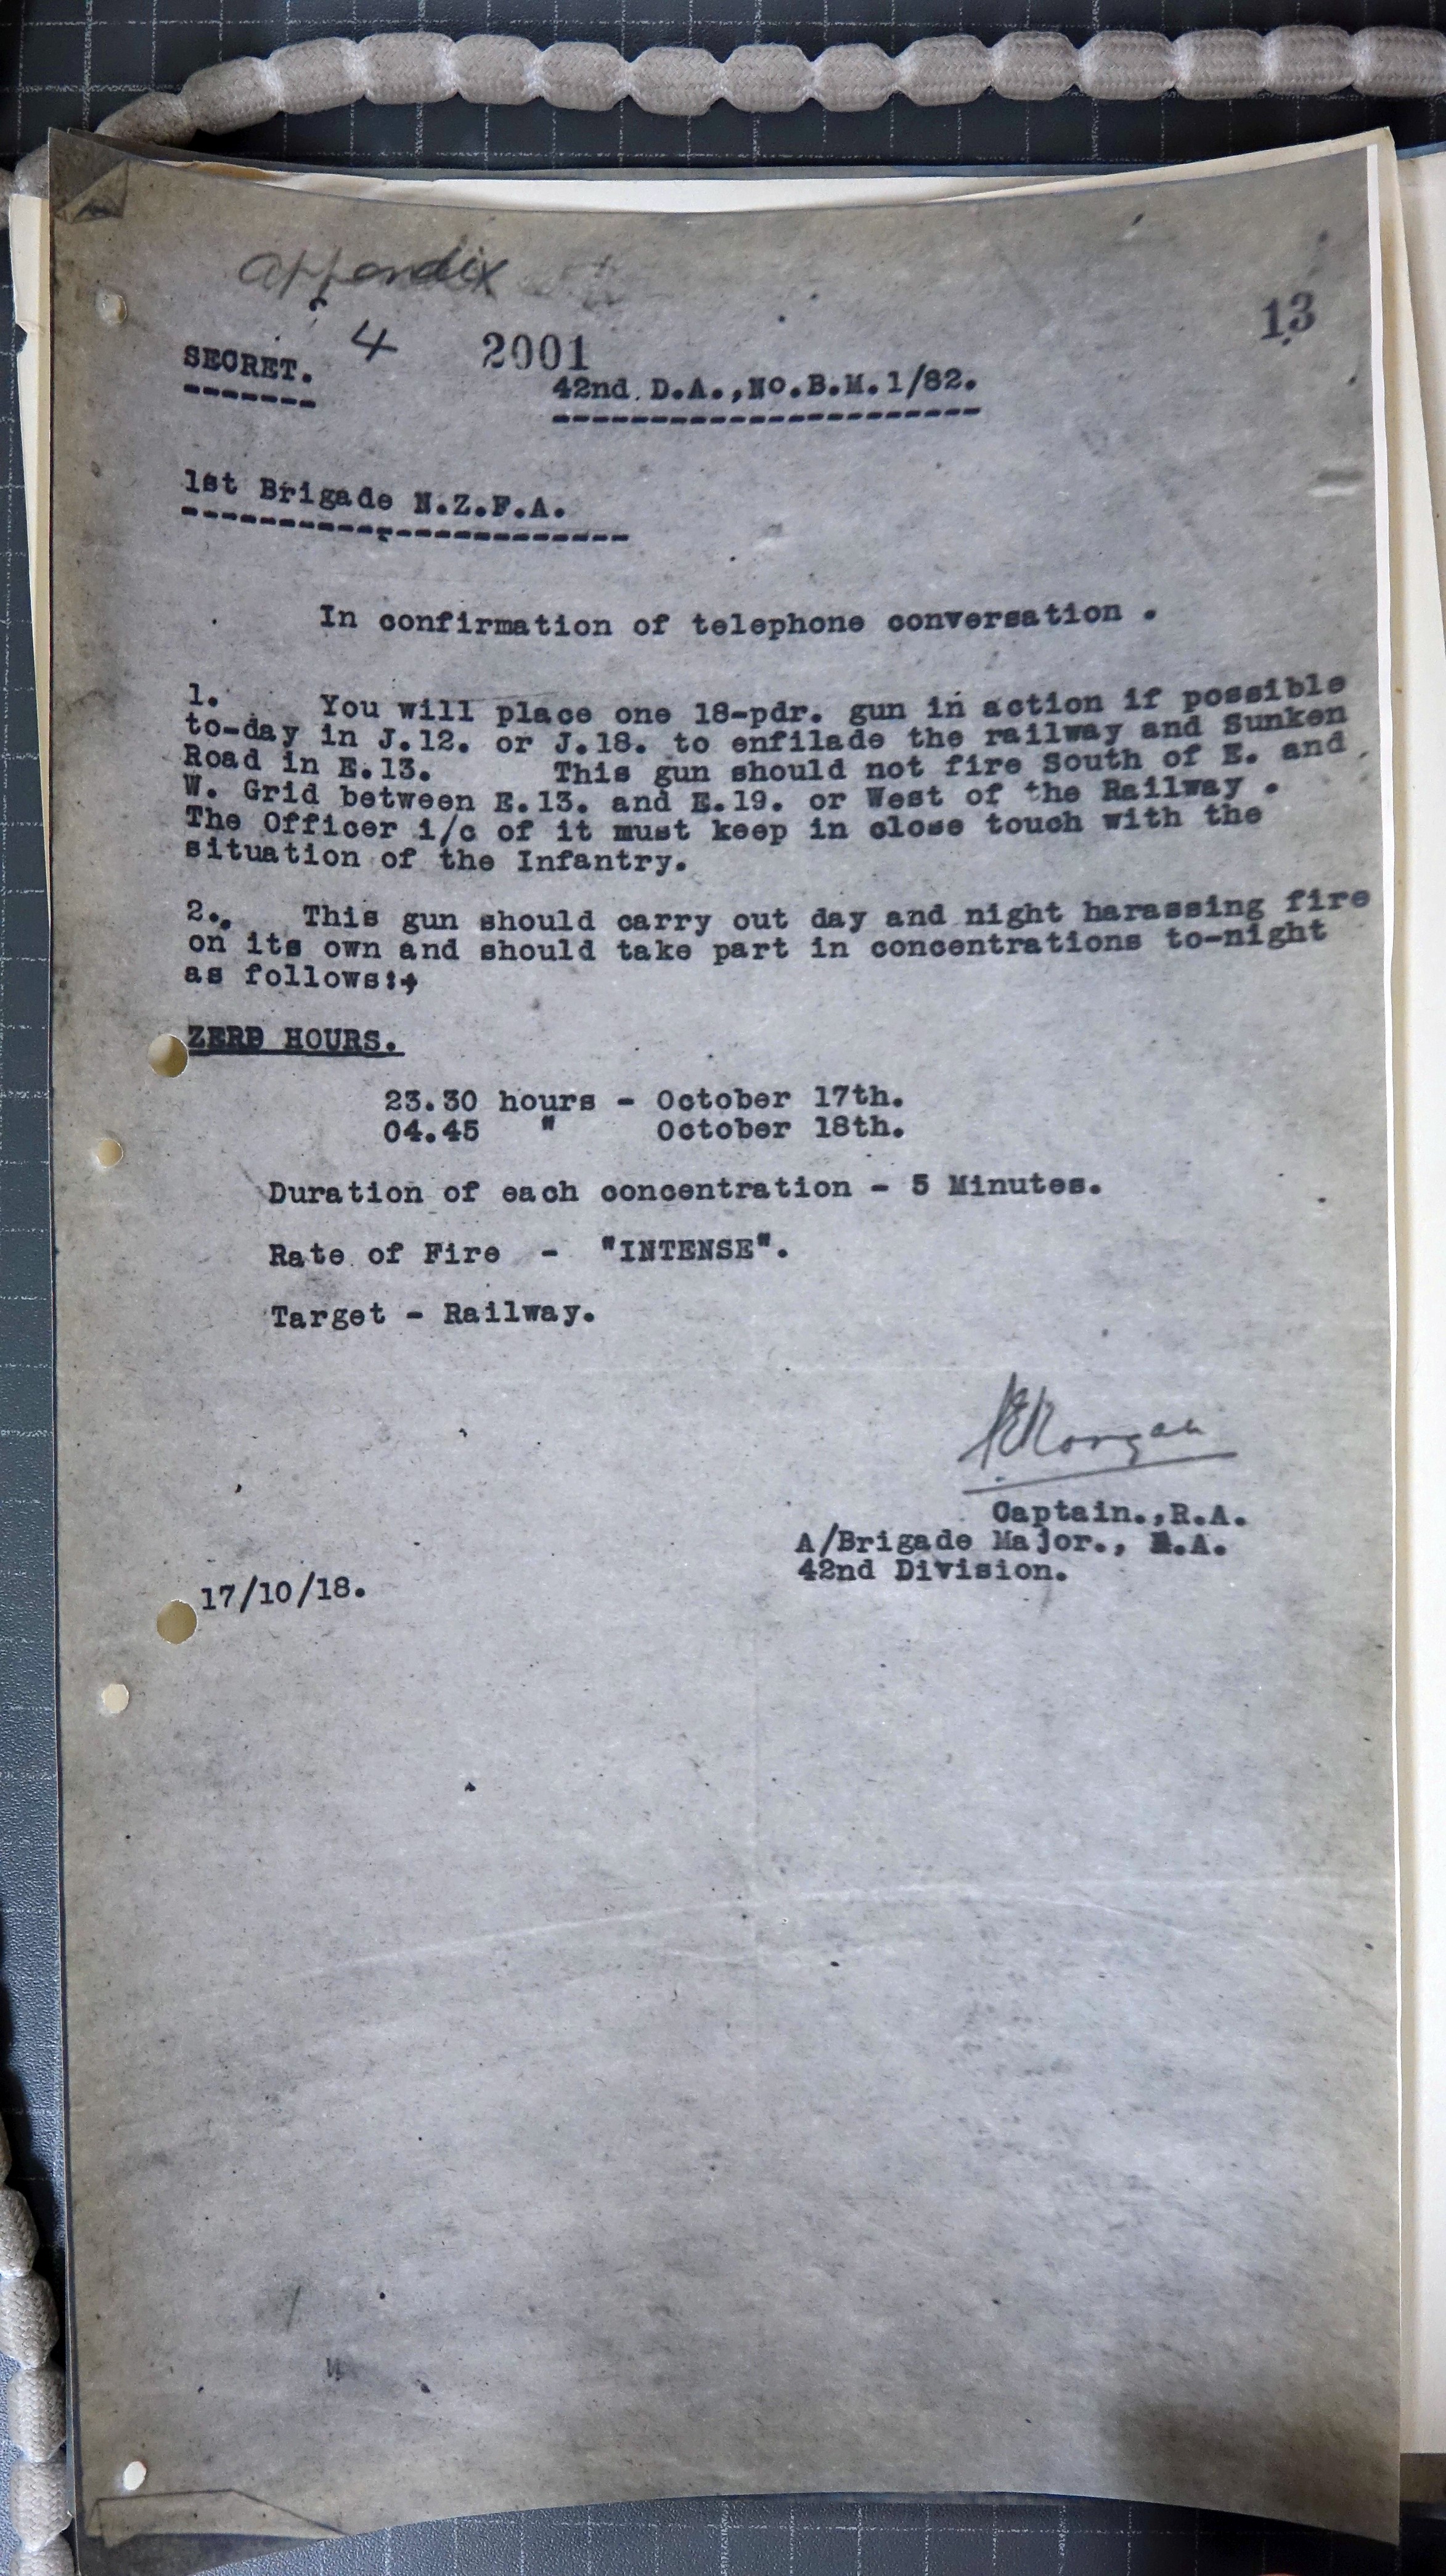 appendix
13
4
2001
SECRET.
42nd. D.A.,No.B.M.1/82.
1st Brigade N.Z.F.A.
In confirmation of telephone conversation .
1. You will place one 18-pdr. gun in action if possible
to-day in J.12. or J.18. to enfilade the railway and Sunken
Road in E.13. This gun should not fire South of E. and
W. Grid between E.13. and E.19. or West of the Railway .
The Officer i/c of it must keep in close touch with the
situation of the Infantry.
2.. This gun should carry out day and night harassing fire
on its own and should take part in concentrations to-night
as follows:-
ZERO HOURS.
23.30 hours - October 17th.
04.45 " October 18th.
Duration of each concentration - 5 Minutes.
Rate of Fire - "INTENSE".
Target - Railway.
Morgan
Captain.,R.A.
A/Brigade Major., R.A.
42nd Division.
17/10/18.